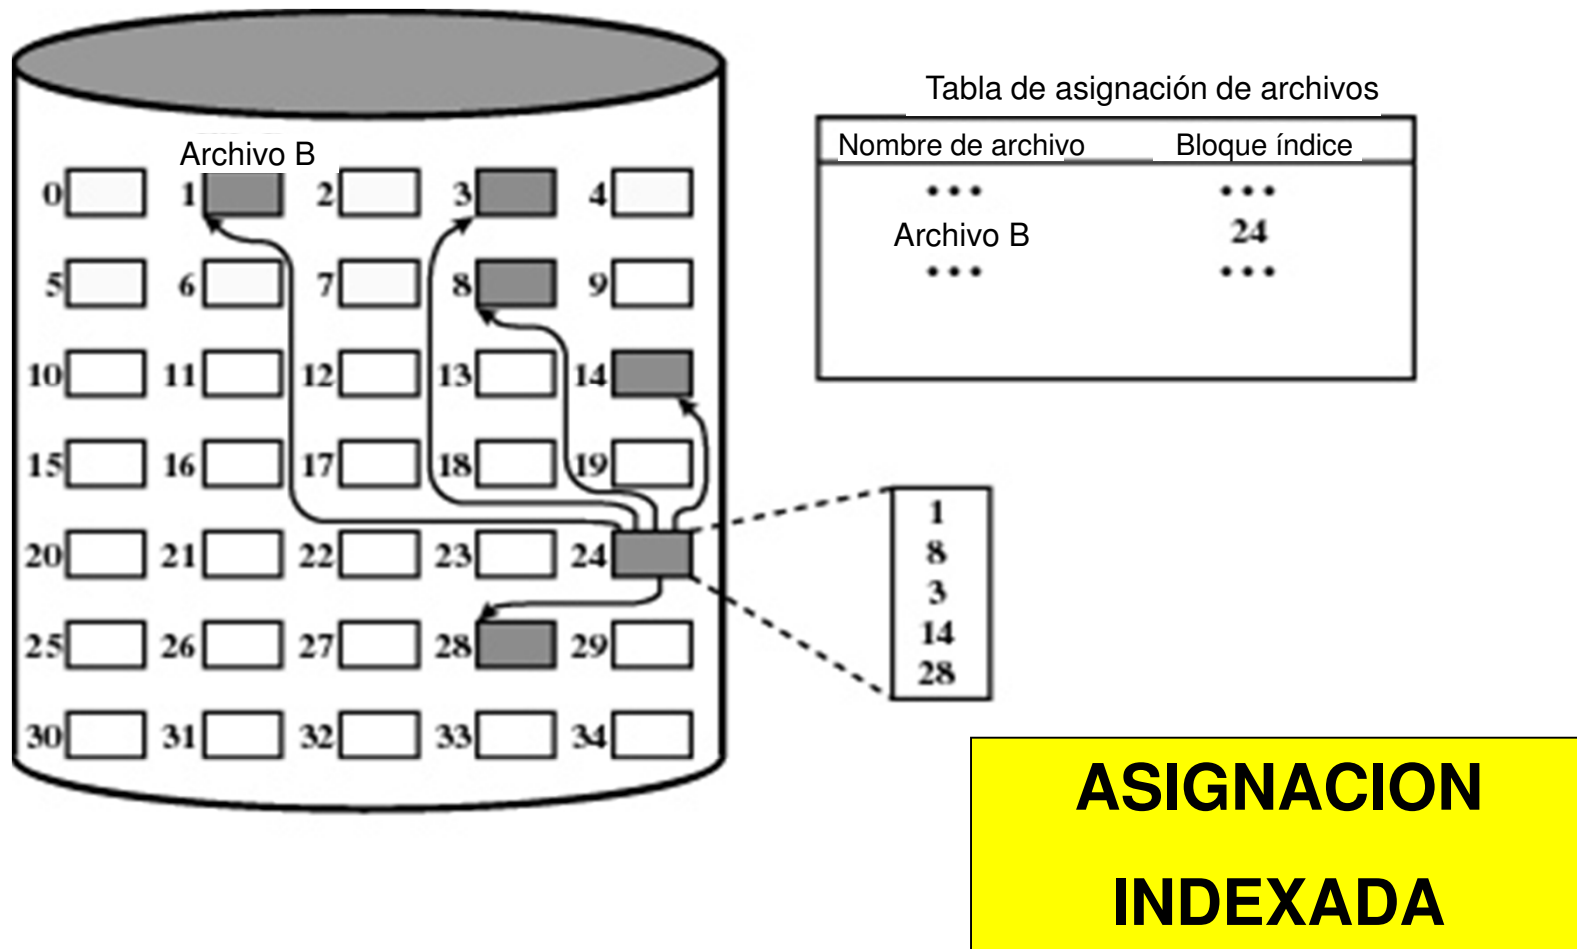 Archivo B
0 1 2 3 4
5 6 7 8 9
10 11 12 13 14
15 16 17 18 19
20 21 22 23 24
25 26 27 28 29
30 31 32 33 34
Tabla de asignación de archivos
Nombre de archivo Bloque índice
••• •••
Archivo B 24
••• •••
1
8
3
14
28
ASIGNACION
INDEXADA